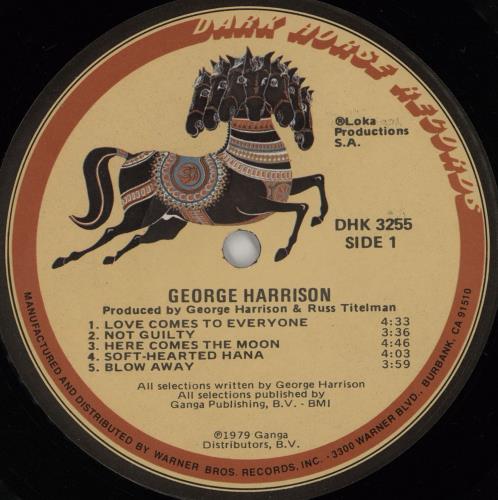 DARK HORSE RECORDS
℗Loka
Productions
S.A.
DHK 3255
SIDE 1
GEORGE HARRISON
Produced by George Harrison & Russ Titelman
1. LOVE COMES TO EVERYONE 4:33
2. NOT GUILTY 3:36
3. HERE COMES THE MOON 4:46
4. SOFT-HEARTED HANA 4:03
5. BLOW AWAY 3:59
All selections written by George Harrison
All selections published by
Ganga Publishing, B.V. - BMI
℗1979 Ganga
Distributors, B.V.
MANUFACTURED AND DISTRIBUTED BY WARNER BROS. RECORDS, INC. · 3300 WARNER BLVD., BURBANK, CA 91510